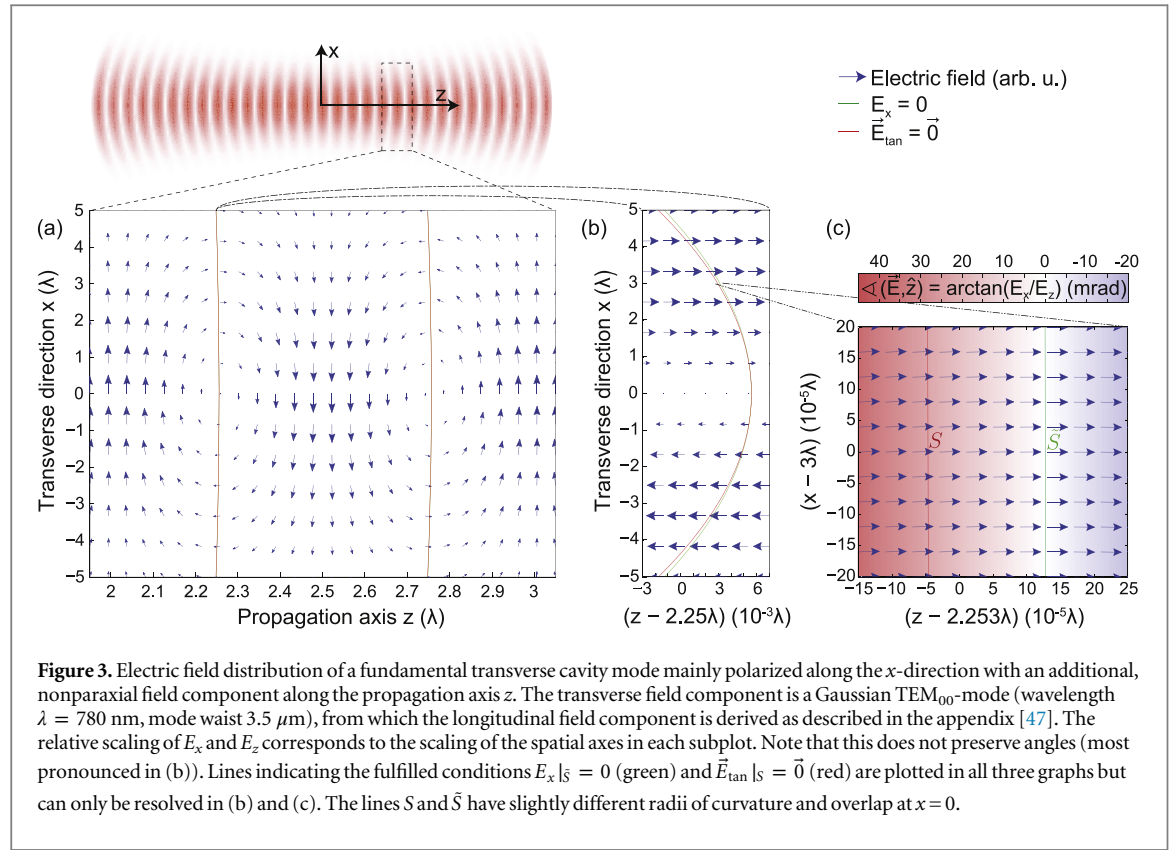 x
z
Electric field (arb. u.)
E_x = 0
E⃗_tan = 0⃗
(a)
Transverse direction x (λ)
5
4
3
2
1
0
−1
−2
−3
−4
−5
2 2.1 2.2 2.3 2.4 2.5 2.6 2.7 2.8 2.9 3
Propagation axis z (λ)
(b)
Transverse direction x (λ)
5
4
3
2
1
0
−1
−2
−3
−4
−5
−3 0 3 6
(z − 2.25λ) (10⁻³λ)
(c)
40 30 20 10 0 -10 -20
∢(E⃗,ẑ) = arctan(E_x/E_z) (mrad)
(x − 3λ) (10⁻⁵λ)
20
15
10
5
0
−5
−10
−15
−20
S
S̃
−15 −10 −5 0 5 10 15 20 25
(z − 2.253λ) (10⁻⁵λ)
Figure 3. Electric field distribution of a fundamental transverse cavity mode mainly polarized along the x-direction with an additional,
nonparaxial field component along the propagation axis z. The transverse field component is a Gaussian TEM₀₀-mode (wavelength
λ = 780 nm, mode waist 3.5 μm), from which the longitudinal field component is derived as described in the appendix [47]. The
relative scaling of E_x and E_z corresponds to the scaling of the spatial axes in each subplot. Note that this does not preserve angles (most
pronounced in (b)). Lines indicating the fulfilled conditions E_x|_S̃ = 0 (green) and E⃗_tan|_S = 0⃗ (red) are plotted in all three graphs but
can only be resolved in (b) and (c). The lines S and S̃ have slightly different radii of curvature and overlap at x = 0.